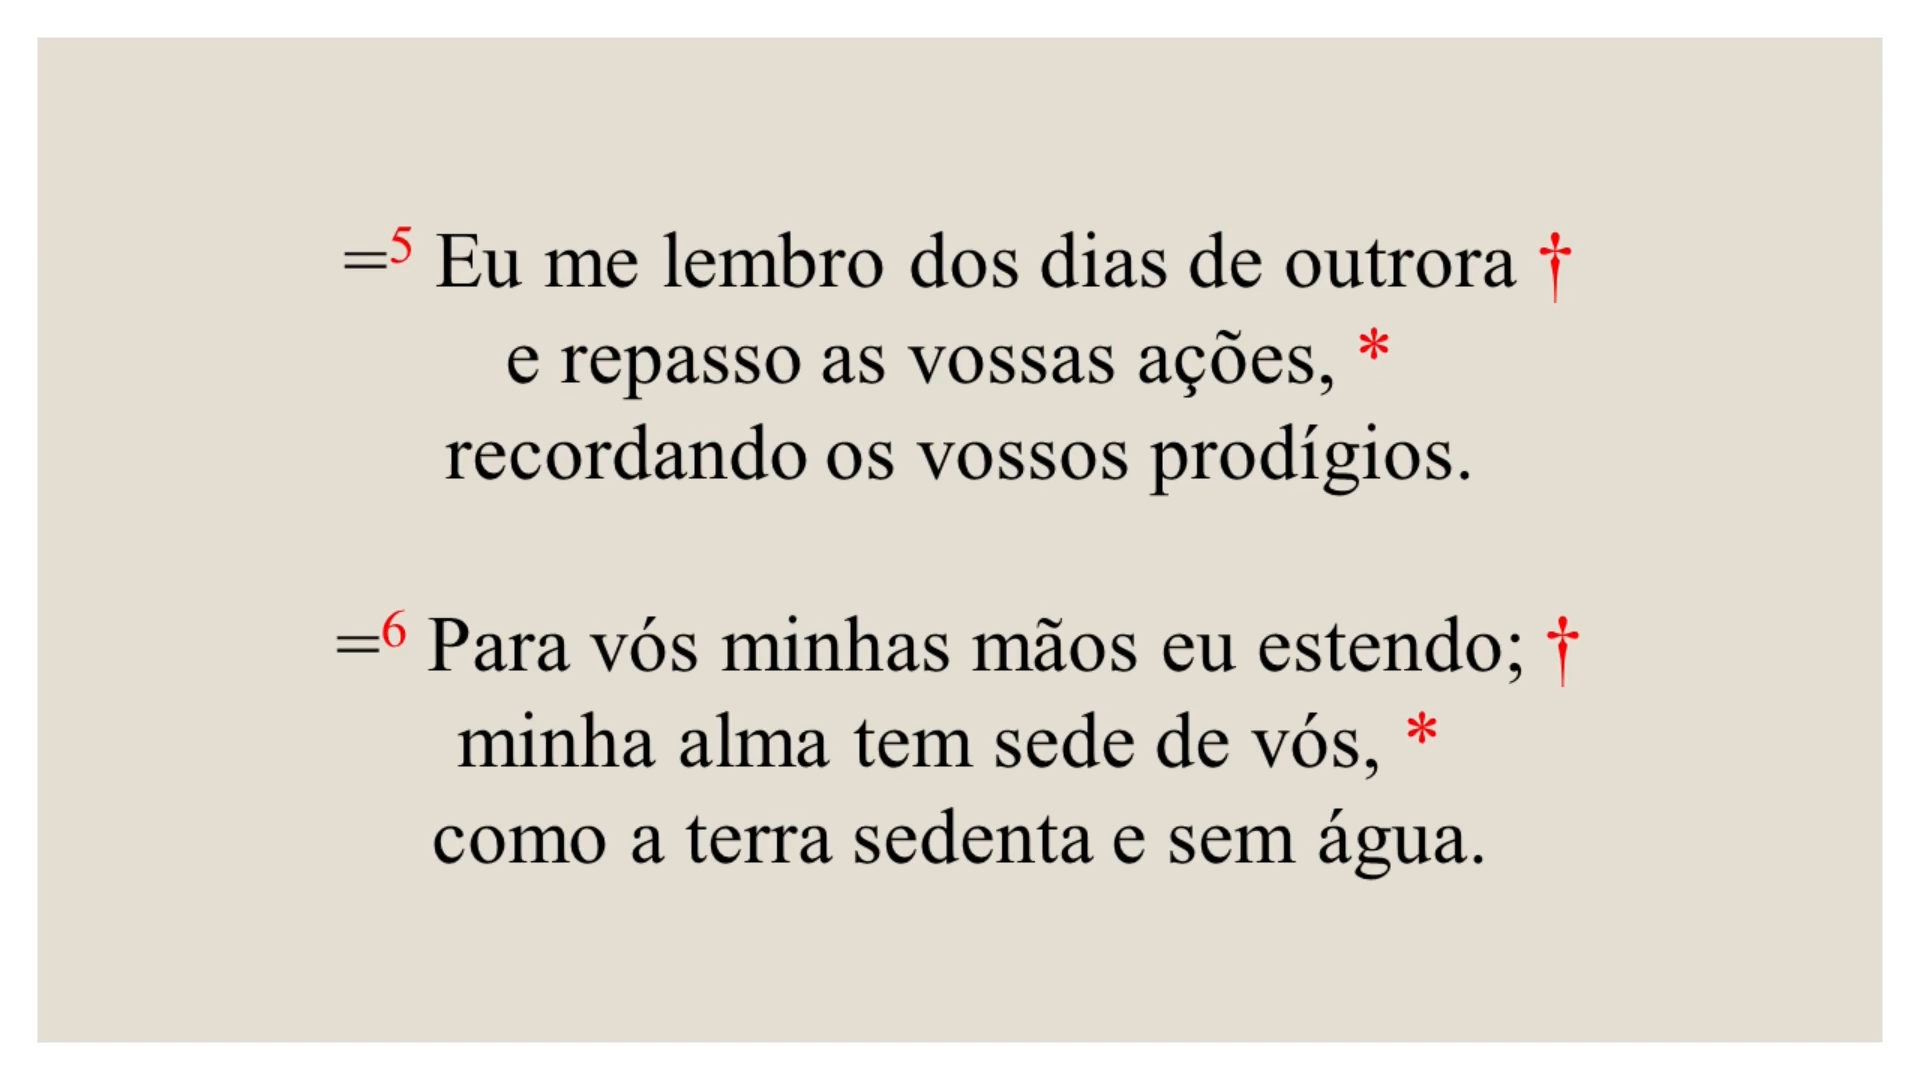 =5 Eu me lembro dos dias de outrora †
e repasso as vossas ações, *
recordando os vossos prodígios.
=6 Para vós minhas mãos eu estendo; †
minha alma tem sede de vós, *
como a terra sedenta e sem água.